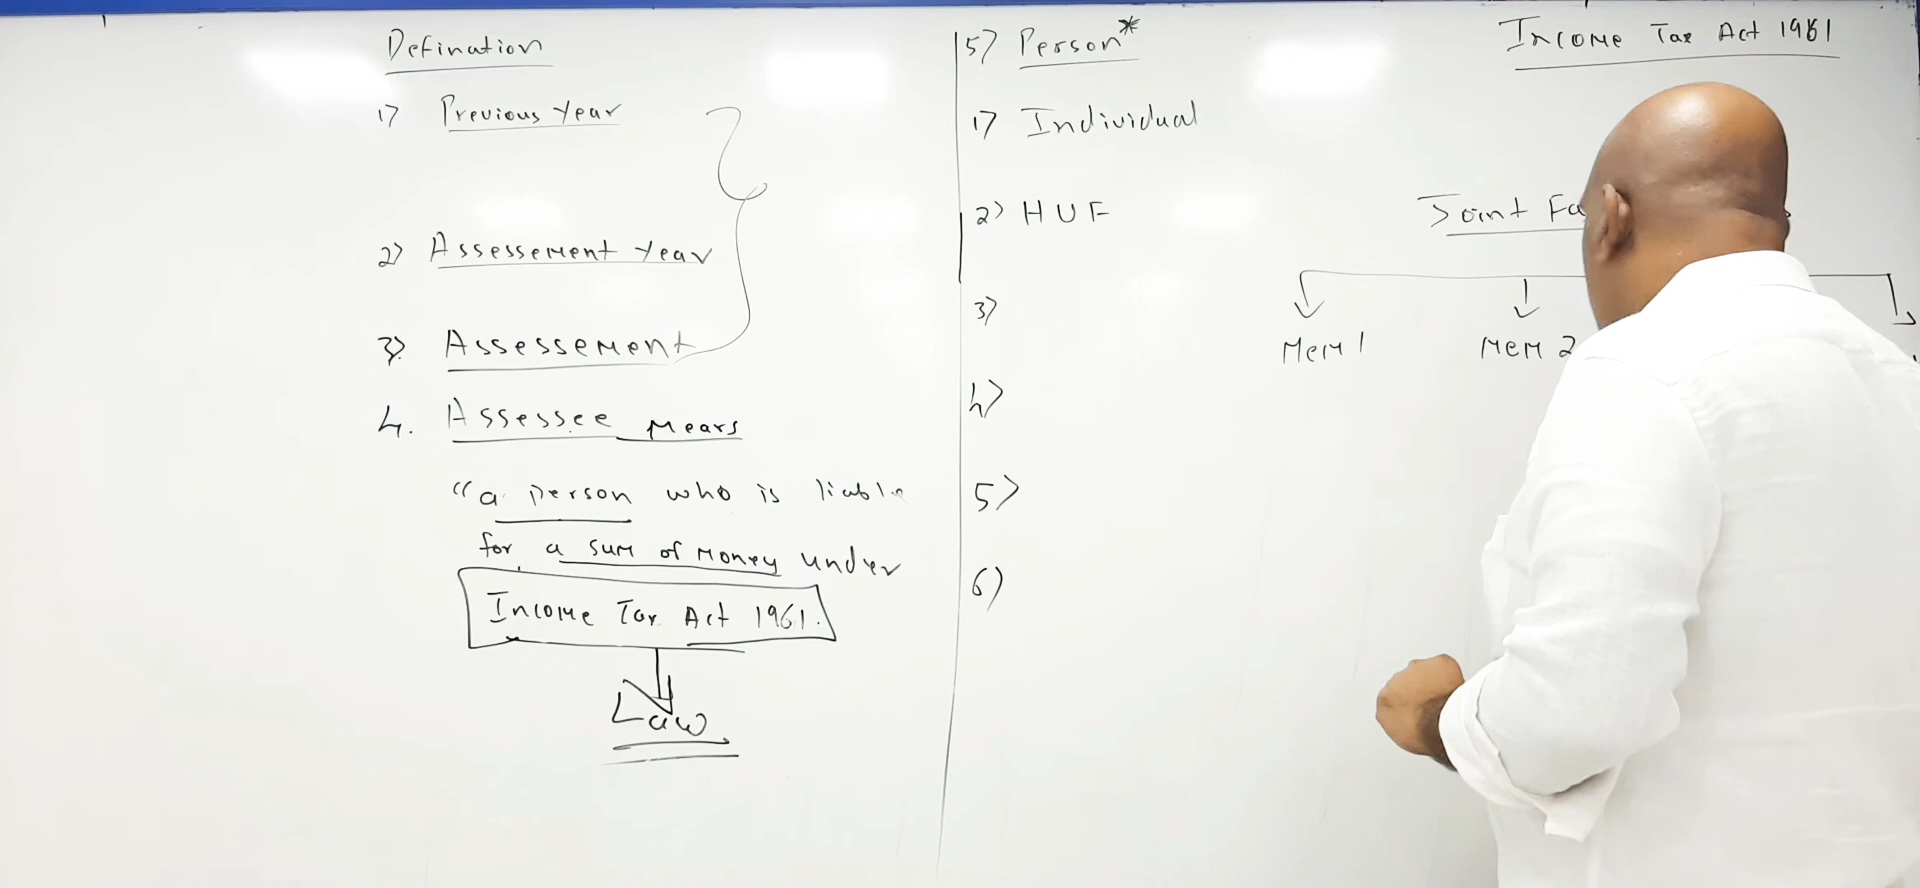 Defination
1) Previous Year
2) Assessement Year
3) Assessement
4. Assessee Means
"a person who is liable
for a sum of Money under
Income Tax Act 1961.
Law
5) Person*
1) Individual
2) HUF
3)
4)
5)
6)
Income Tax Act 1961
Joint Fa
Mem 1 Mem 2